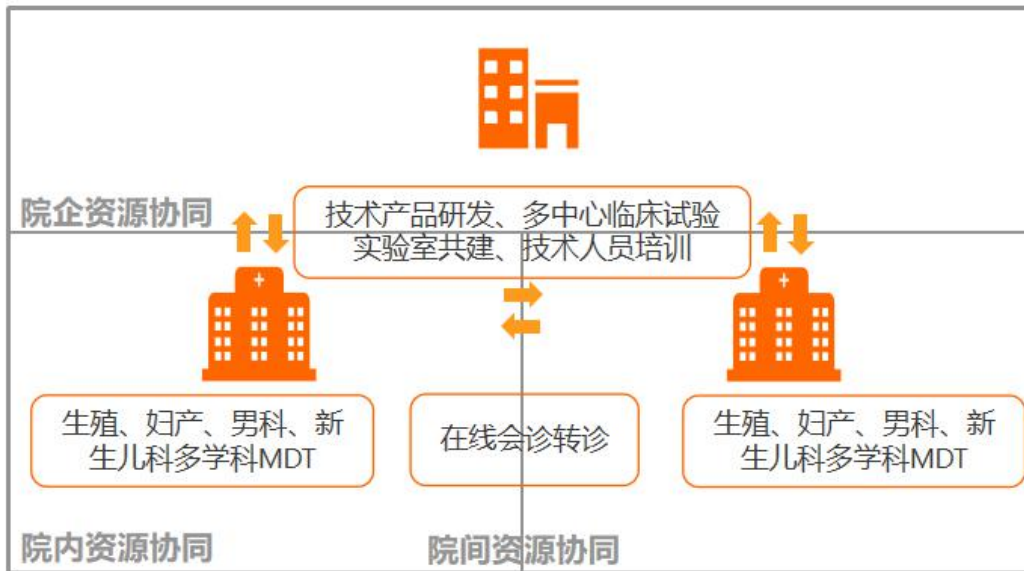 院企资源协同
技术产品研发、多中心临床试验
实验室共建、技术人员培训
生殖、妇产、男科、新
生儿科多学科MDT
在线会诊转诊
生殖、妇产、男科、新
生儿科多学科MDT
院内资源协同
院间资源协同